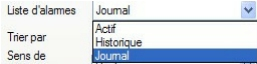 Liste d'alarmes Journal
Actif
Trier par Historique
Sens de Journal